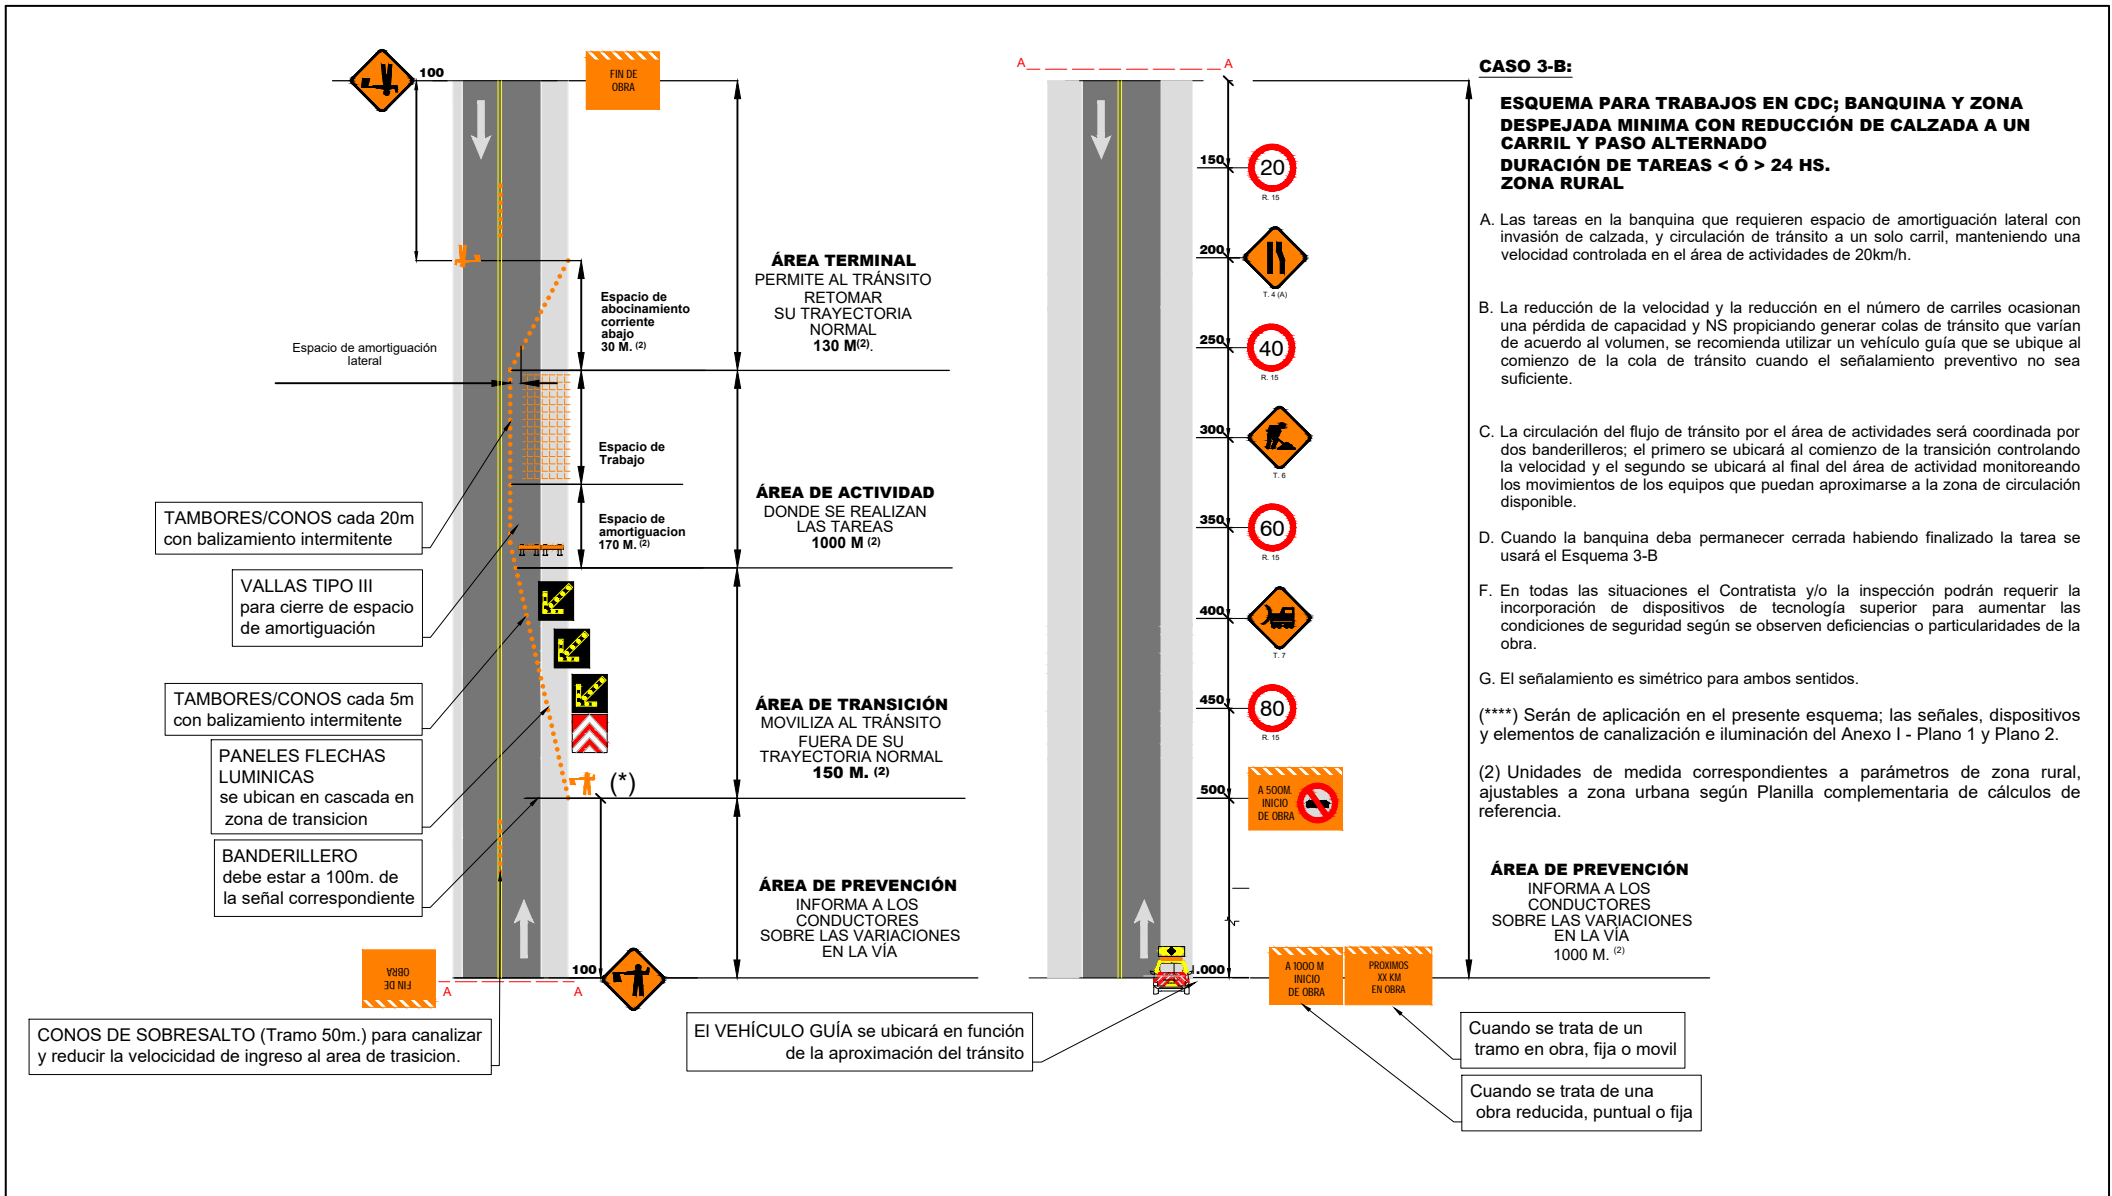 100
FIN DE
OBRA
Espacio de
abocinamiento
corriente
abajo
30 M. (2)
Espacio de amortiguación
lateral
Espacio de
Trabajo
Espacio de
amortiguacion
170 M. (2)
TAMBORES/CONOS cada 20m
con balizamiento intermitente
VALLAS TIPO III
para cierre de espacio
de amortiguación
TAMBORES/CONOS cada 5m
con balizamiento intermitente
PANELES FLECHAS
LUMINICAS
se ubican en cascada en
zona de transicion
BANDERILLERO
debe estar a 100m. de
la señal correspondiente
(*)
FIN DE
OBRA
A
A
100
CONOS DE SOBRESALTO (Tramo 50m.) para canalizar
y reducir la velocicidad de ingreso al area de trasicion.
ÁREA TERMINAL
PERMITE AL TRÁNSITO
RETOMAR
SU TRAYECTORIA
NORMAL
130 M(2).
ÁREA DE ACTIVIDAD
DONDE SE REALIZAN
LAS TAREAS
1000 M (2)
ÁREA DE TRANSICIÓN
MOVILIZA AL TRÁNSITO
FUERA DE SU
TRAYECTORIA NORMAL
150 M. (2)
ÁREA DE PREVENCIÓN
INFORMA A LOS
CONDUCTORES
SOBRE LAS VARIACIONES
EN LA VÍA
A
A
150
20
R. 15
200
T. 4 (A)
250
40
R. 15
300
T. 6
350
60
R. 15
400
T. 7
450
80
R. 15
500
A 500M.
INICIO
DE OBRA
1.000
A 1000 M
INICIO
DE OBRA
PROXIMOS
XX KM
EN OBRA
El VEHÍCULO GUÍA se ubicará en función
de la aproximación del tránsito
Cuando se trata de un
tramo en obra, fija o movil
Cuando se trata de una
obra reducida, puntual o fija
CASO 3-B:
ESQUEMA PARA TRABAJOS EN CDC; BANQUINA Y ZONA
DESPEJADA MINIMA CON REDUCCIÓN DE CALZADA A UN
CARRIL Y PASO ALTERNADO
DURACIÓN DE TAREAS < Ó > 24 HS.
ZONA RURAL
A. Las tareas en la banquina que requieren espacio de amortiguación lateral con
invasión de calzada, y circulación de tránsito a un solo carril, manteniendo una
velocidad controlada en el área de actividades de 20km/h.
B. La reducción de la velocidad y la reducción en el número de carriles ocasionan
una pérdida de capacidad y NS propiciando generar colas de tránsito que varían
de acuerdo al volumen, se recomienda utilizar un vehículo guía que se ubique al
comienzo de la cola de tránsito cuando el señalamiento preventivo no sea
suficiente.
C. La circulación del flujo de tránsito por el área de actividades será coordinada por
dos banderilleros; el primero se ubicará al comienzo de la transición controlando
la velocidad y el segundo se ubicará al final del área de actividad monitoreando
los movimientos de los equipos que puedan aproximarse a la zona de circulación
disponible.
D. Cuando la banquina deba permanecer cerrada habiendo finalizado la tarea se
usará el Esquema 3-B
F. En todas las situaciones el Contratista y/o la inspección podrán requerir la
incorporación de dispositivos de tecnología superior para aumentar las
condiciones de seguridad según se observen deficiencias o particularidades de la
obra.
G. El señalamiento es simétrico para ambos sentidos.
(****) Serán de aplicación en el presente esquema; las señales, dispositivos
y elementos de canalización e iluminación del Anexo I - Plano 1 y Plano 2.
(2) Unidades de medida correspondientes a parámetros de zona rural,
ajustables a zona urbana según Planilla complementaria de cálculos de
referencia.
ÁREA DE PREVENCIÓN
INFORMA A LOS
CONDUCTORES
SOBRE LAS VARIACIONES
EN LA VÍA
1000 M. (2)